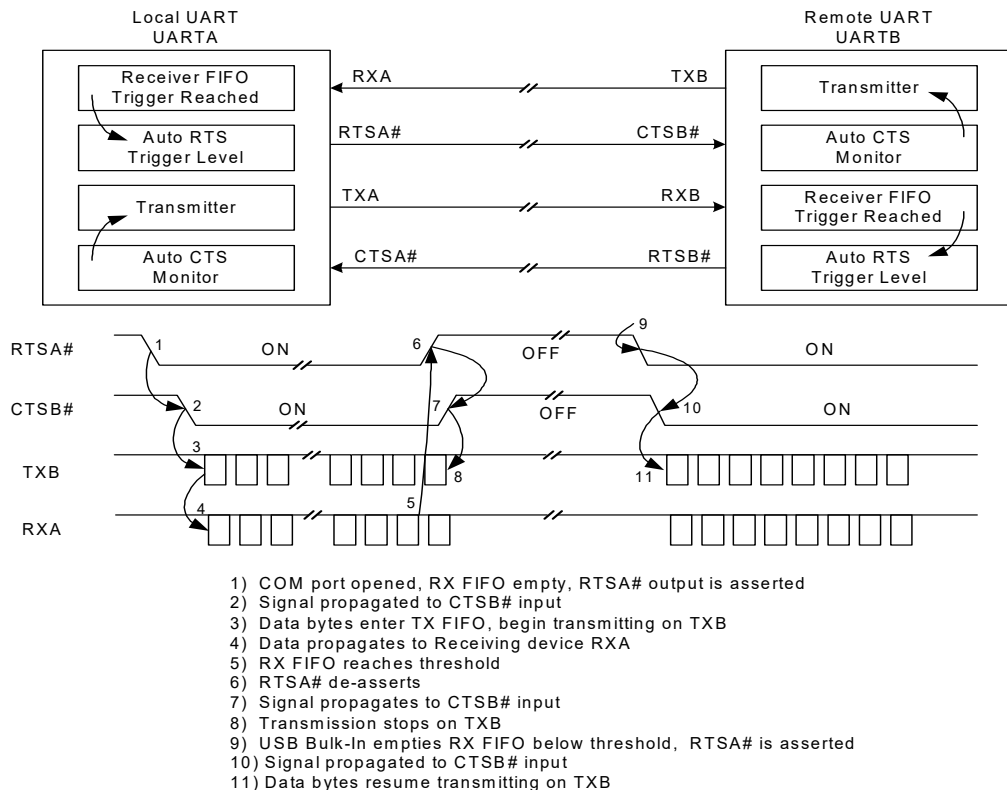 Local UART
UARTA
Remote UART
UARTB
Receiver FIFO
Trigger Reached
Auto RTS
Trigger Level
Transmitter
Auto CTS
Monitor
RXA
TXB
RTSA#
CTSB#
TXA
RXB
CTSA#
RTSB#
Transmitter
Auto CTS
Monitor
Receiver FIFO
Trigger Reached
Auto RTS
Trigger Level
RTSA#
1
ON
6
OFF
9
ON
CTSB#
2
ON
7
OFF
10
ON
TXB
3
8
11
RXA
4
5
1) COM port opened, RX FIFO empty, RTSA# output is asserted
2) Signal propagated to CTSB# input
3) Data bytes enter TX FIFO, begin transmitting on TXB
4) Data propagates to Receiving device RXA
5) RX FIFO reaches threshold
6) RTSA# de-asserts
7) Signal propagates to CTSB# input
8) Transmission stops on TXB
9) USB Bulk-In empties RX FIFO below threshold, RTSA# is asserted
10) Signal propagated to CTSB# input
11) Data bytes resume transmitting on TXB